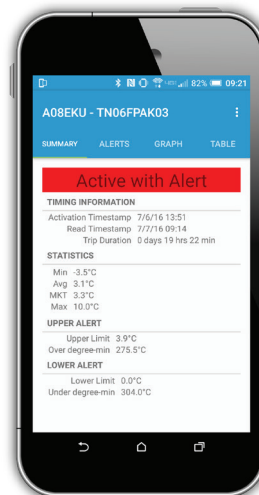 82% 09:21
A08EKU - TN06FPAK03
SUMMARY ALERTS GRAPH TABLE
Active with Alert
TIMING INFORMATION
Activation Timestamp 7/6/16 13:51
Read Timestamp 7/7/16 09:14
Trip Duration 0 days 19 hrs 22 min
STATISTICS
Min -3.5°C
Avg 3.1°C
MKT 3.3°C
Max 10.0°C
UPPER ALERT
Upper Limit 3.9°C
Over degree-min 275.5°C
LOWER ALERT
Lower Limit 0.0°C
Under degree-min 304.0°C